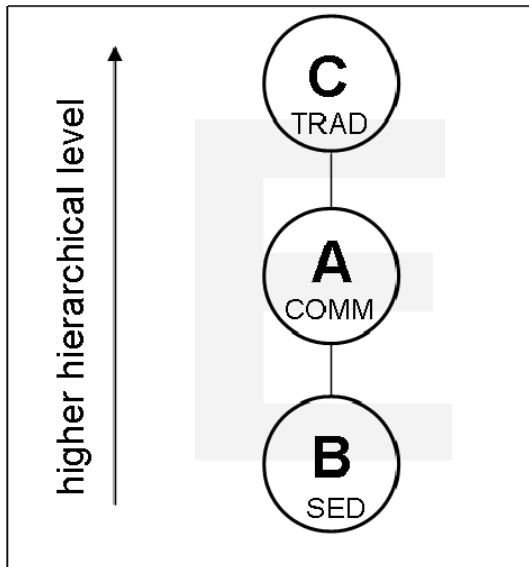 higher hierarchical level
C
TRAD
A
COMM
B
SED